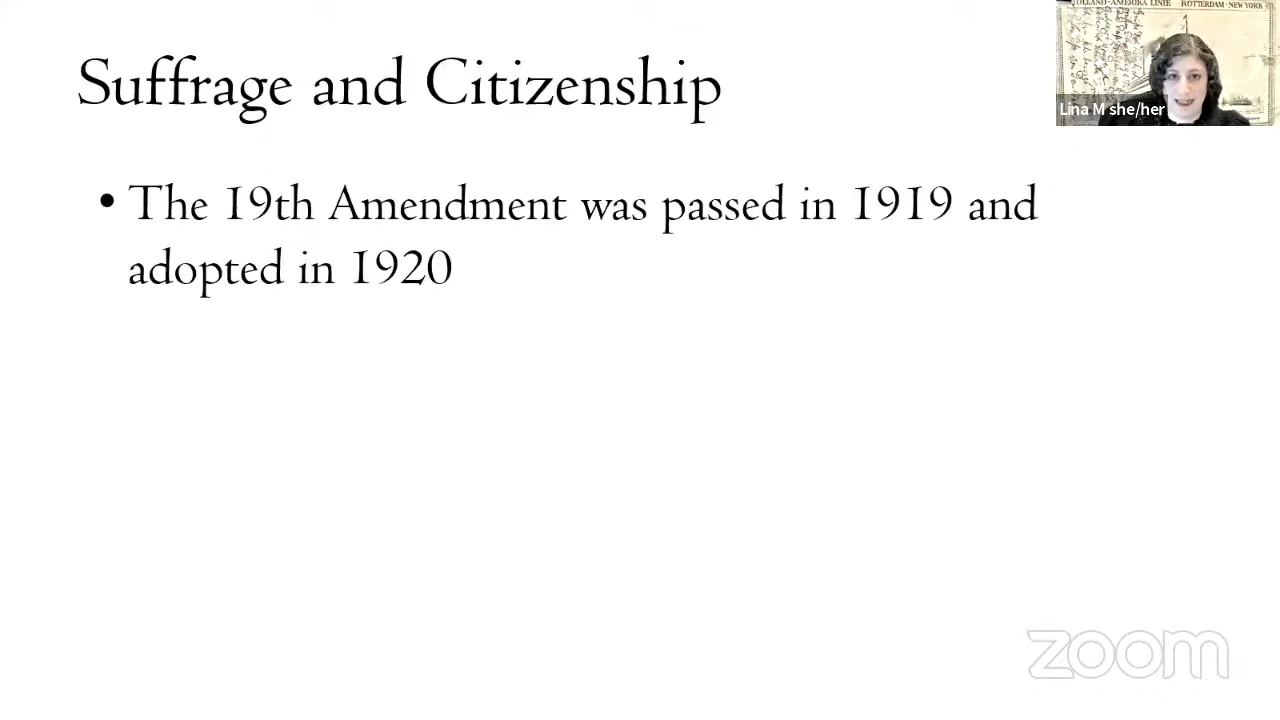 Suffrage and Citizenship
OLLAND-AMERIKA LINIE ROTTERDAM-NEW YORK
Lina M she/her
• The 19th Amendment was passed in 1919 and
adopted in 1920
zoom